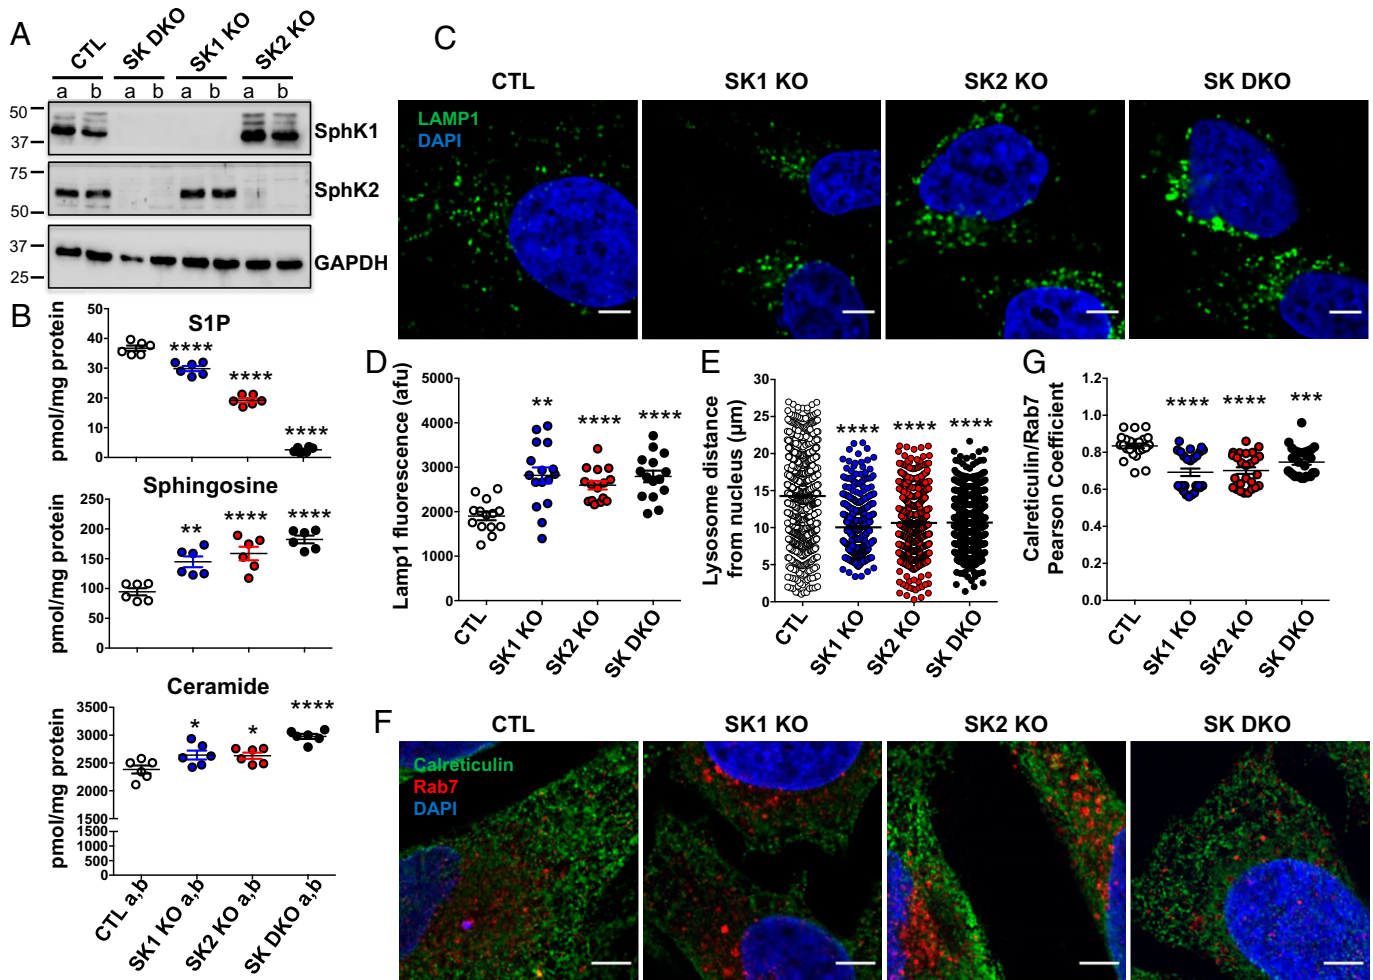 A
CTL
SK DKO
SK1 KO
SK2 KO
a b a b a b a b
50
37
SphK1
75
50
SphK2
37
25
GAPDH
B
S1P
pmol/mg protein
50
40
30
20
10
0
****
****
****
Sphingosine
pmol/mg protein
250
200
150
100
50
0
**
****
****
Ceramide
pmol/mg protein
3500
3000
2500
2000
1500
1500
1000
500
0
*
*
****
CTL a,b
SK1 KO a,b
SK2 KO a,b
SK DKO a,b
C
CTL
SK1 KO
SK2 KO
SK DKO
LAMP1
DAPI
D
Lamp1 fluorescence (afu)
5000
4000
3000
2000
1000
0
**
****
****
CTL
SK1 KO
SK2 KO
SK DKO
E
Lysosome distance
from nucleus (µm)
30
25
20
15
10
5
0
****
****
****
CTL
SK1 KO
SK2 KO
SK DKO
G
Calreticulin/Rab7
Pearson Coefficient
1.2
1.0
0.8
0.6
0.4
0.2
0.0
****
****
***
CTL
SK1 KO
SK2 KO
SK DKO
F
CTL
SK1 KO
SK2 KO
SK DKO
Calreticulin
Rab7
DAPI